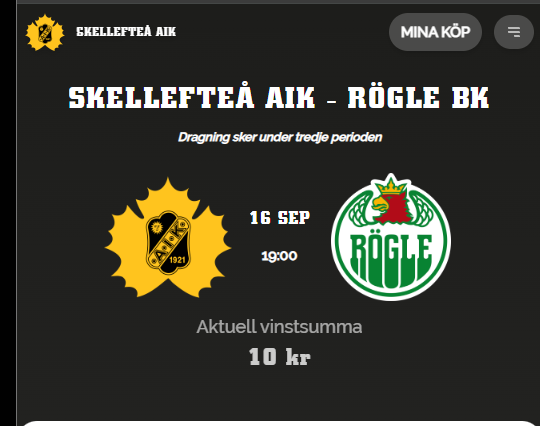 SKELLEFTEÅ AIK
MINA KÖP
SKELLEFTEÅ AIK - RÖGLE BK
Dragning sker under tredje perioden
16 SEP
19:00
A.I.K
1921
RÖGLE
Aktuell vinstsumma
10 kr